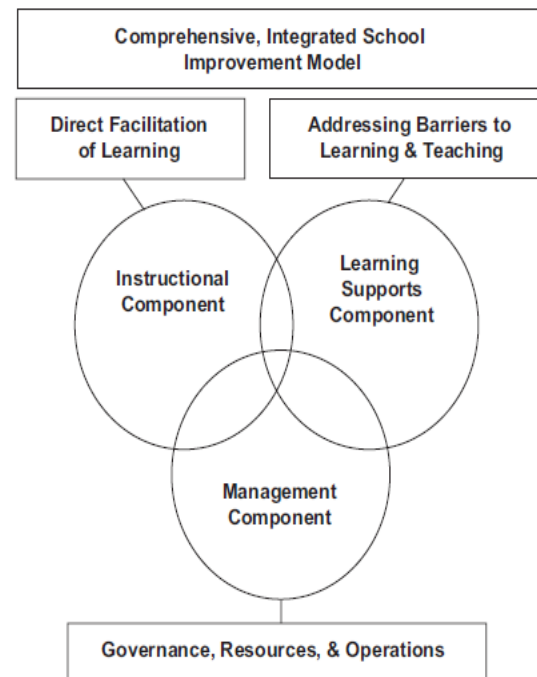 Comprehensive, Integrated School
Improvement Model
Direct Facilitation
of Learning
Addressing Barriers to
Learning & Teaching
Instructional
Component
Learning
Supports
Component
Management
Component
Governance, Resources, & Operations